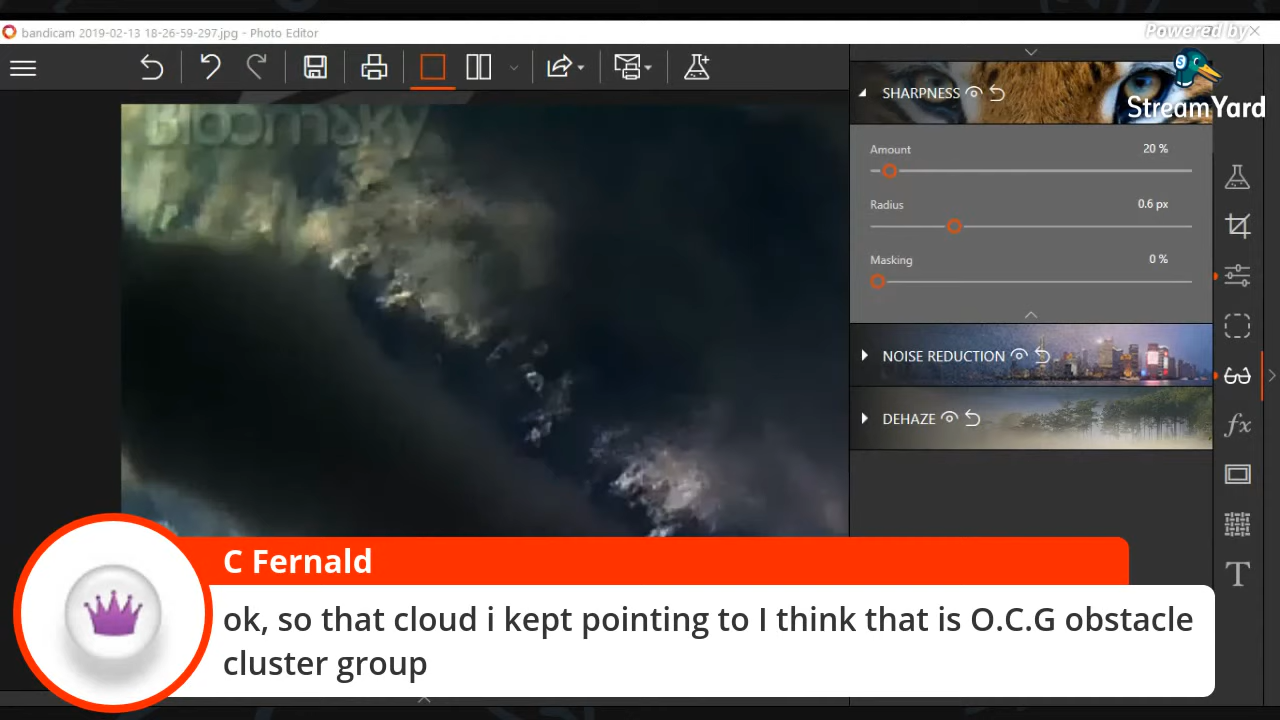 bandicam 2019-02-13 18-26-59-297.jpg - Photo Editor
Powered by
StreamYard
SHARPNESS
Amount 20 %
Radius 0.6 px
Masking 0 %
NOISE REDUCTION
DEHAZE
fx
T
Bloomsky
C Fernald
ok, so that cloud i kept pointing to I think that is O.C.G obstacle
cluster group